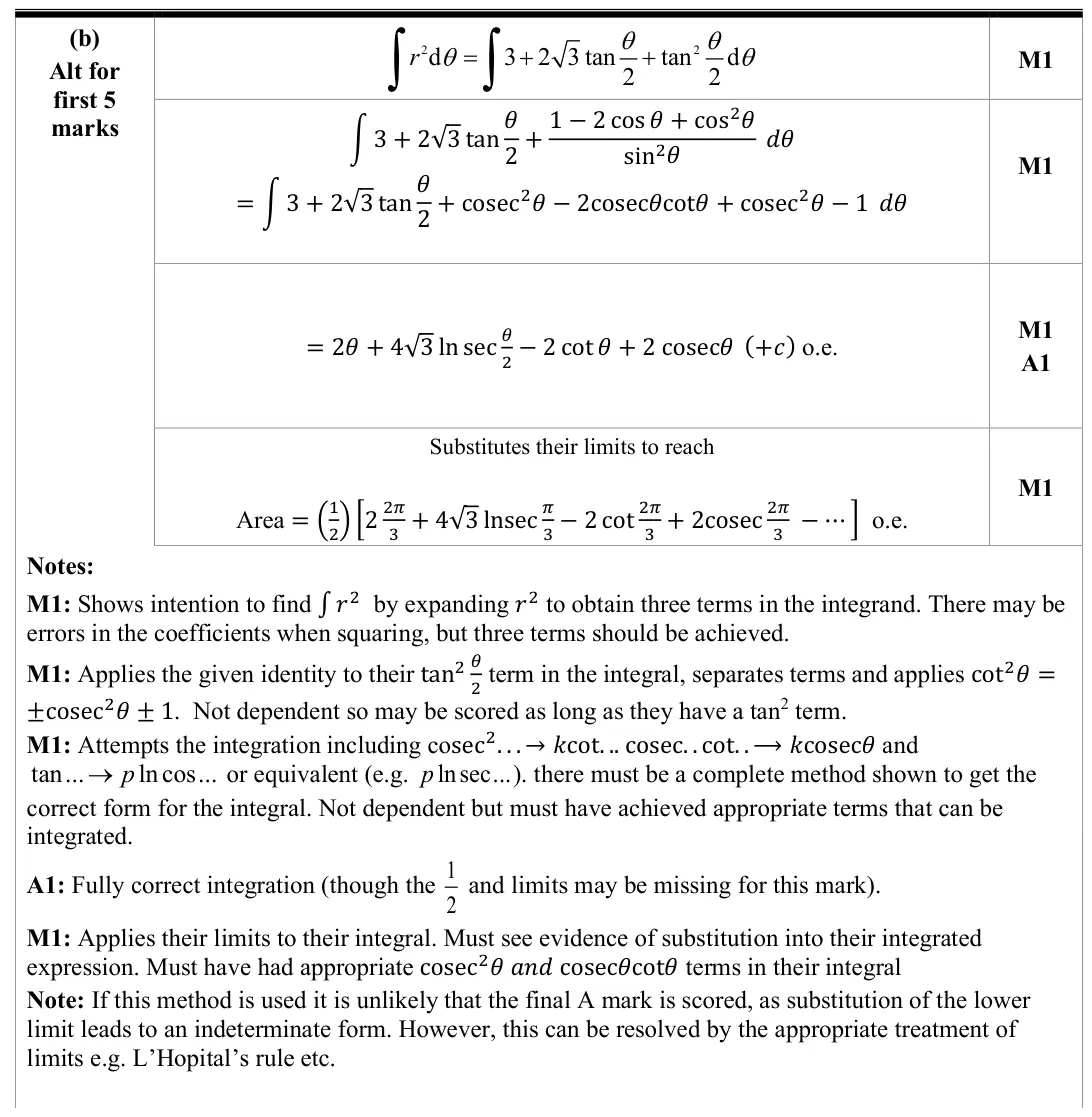 (b)
Alt for
first 5
marks
∫ r²dθ = ∫ 3 + 2√3 tan θ/2 + tan² θ/2 dθ
M1
∫ 3 + 2√3 tan θ/2 + (1 − 2 cos θ + cos²θ)/(sin²θ) dθ
= ∫ 3 + 2√3 tan θ/2 + cosec²θ − 2cosecθcotθ + cosec²θ − 1 dθ
M1
= 2θ + 4√3 ln sec θ/2 − 2 cot θ + 2 cosecθ (+c) o.e.
M1
A1
Substitutes their limits to reach
Area = (1/2) [2 2π/3 + 4√3 lnsec π/3 − 2 cot 2π/3 + 2cosec 2π/3 − ⋯] o.e.
M1
Notes:
M1: Shows intention to find ∫ r² by expanding r² to obtain three terms in the integrand. There may be
errors in the coefficients when squaring, but three terms should be achieved.
M1: Applies the given identity to their tan² θ/2 term in the integral, separates terms and applies cot²θ =
±cosec²θ ± 1. Not dependent so may be scored as long as they have a tan² term.
M1: Attempts the integration including cosec²... → kcot... cosec..cot.. ⟶ kcosecθ and
tan... → p ln cos... or equivalent (e.g. p ln sec...). there must be a complete method shown to get the
correct form for the integral. Not dependent but must have achieved appropriate terms that can be
integrated.
A1: Fully correct integration (though the 1/2 and limits may be missing for this mark).
M1: Applies their limits to their integral. Must see evidence of substitution into their integrated
expression. Must have had appropriate cosec²θ and cosecθcotθ terms in their integral
Note: If this method is used it is unlikely that the final A mark is scored, as substitution of the lower
limit leads to an indeterminate form. However, this can be resolved by the appropriate treatment of
limits e.g. L’Hopital’s rule etc.